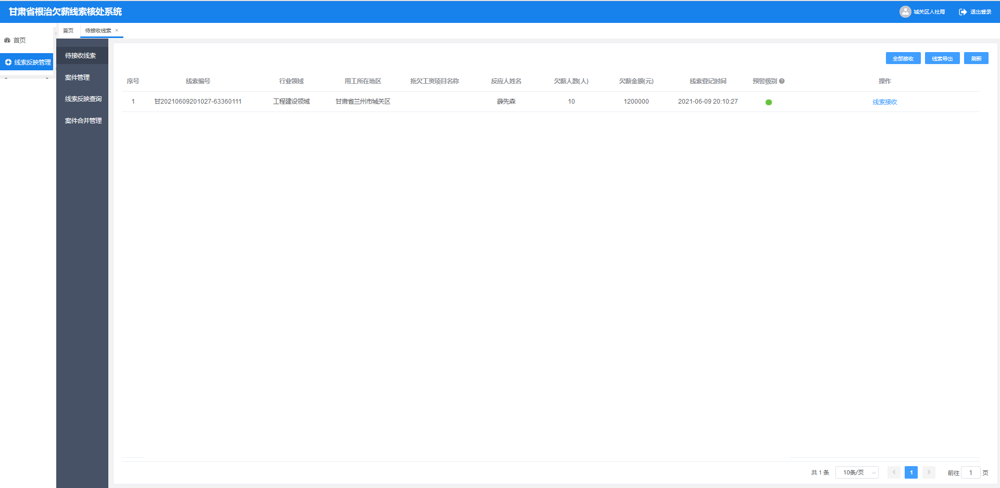 甘肃省根治欠薪线索核处系统
城关区人社局 退出登录
首页 待接收线索 ×
首页
线索反映管理
待接收线索
案件管理
线索反映查询
案件合并管理
全部接收 线索导出 刷新
序号 线索编号 行业领域 用工所在地区 拖欠工资项目名称 反应人姓名 欠薪人数(人) 欠薪金额(元) 线索登记时间 预警级别 操作
1 甘20210609201027-63360111 工程建设领域 甘肃省兰州市城关区 薛先森 10 1200000 2021-06-09 20:10:27 线索接收
共 1 条 10条/页 1 前往 1 页